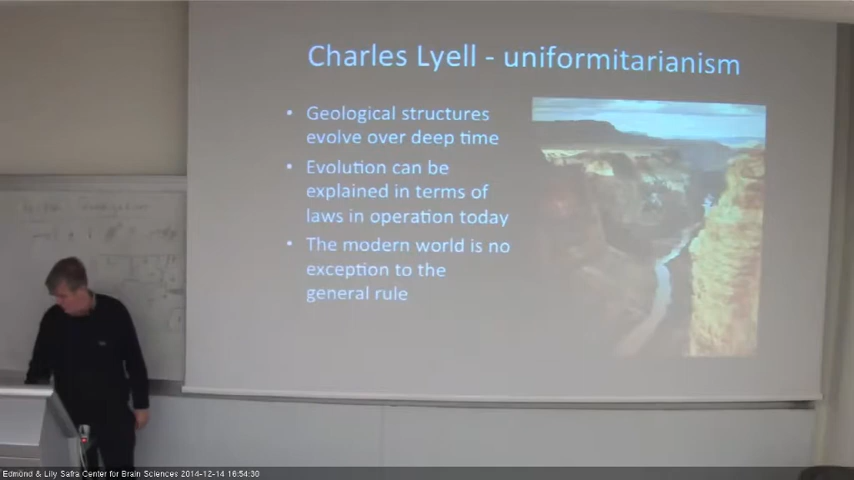 Charles Lyell - uniformitarianism
• Geological structures
evolve over deep time
• Evolution can be
explained in terms of
laws in operation today
• The modern world is no
exception to the
general rule
Edmond & Lily Safra Center for Brain Sciences 2014-12-14 16:54:30